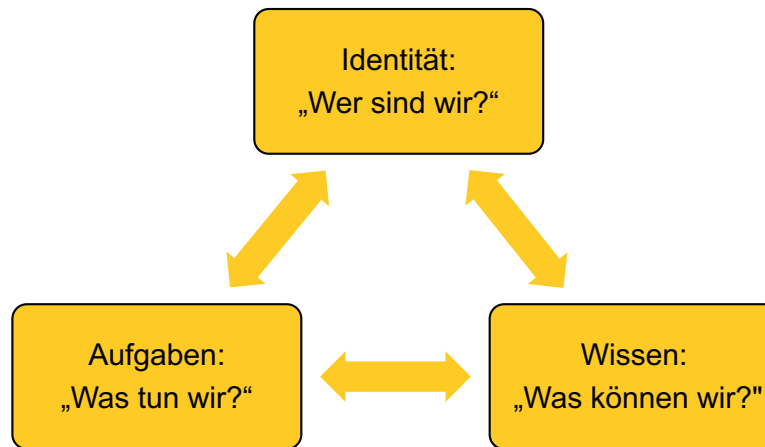 Identität:
„Wer sind wir?“
Aufgaben:
„Was tun wir?“
Wissen:
„Was können wir?"